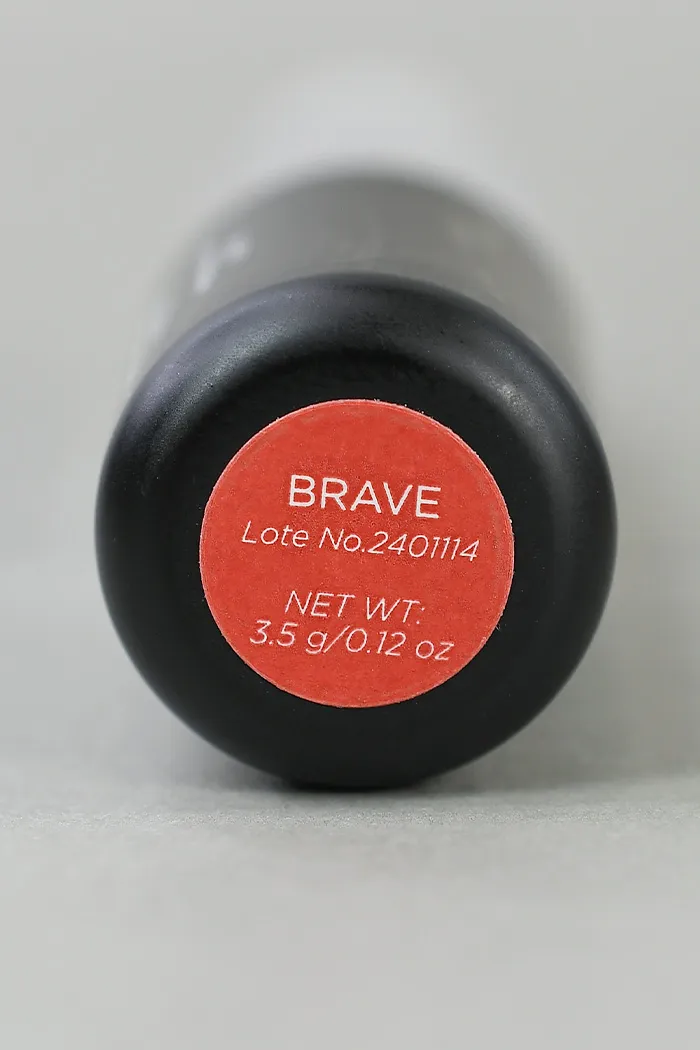 BRAVE
Lote No.2401114
NET WT:
3.5 g/0.12 oz